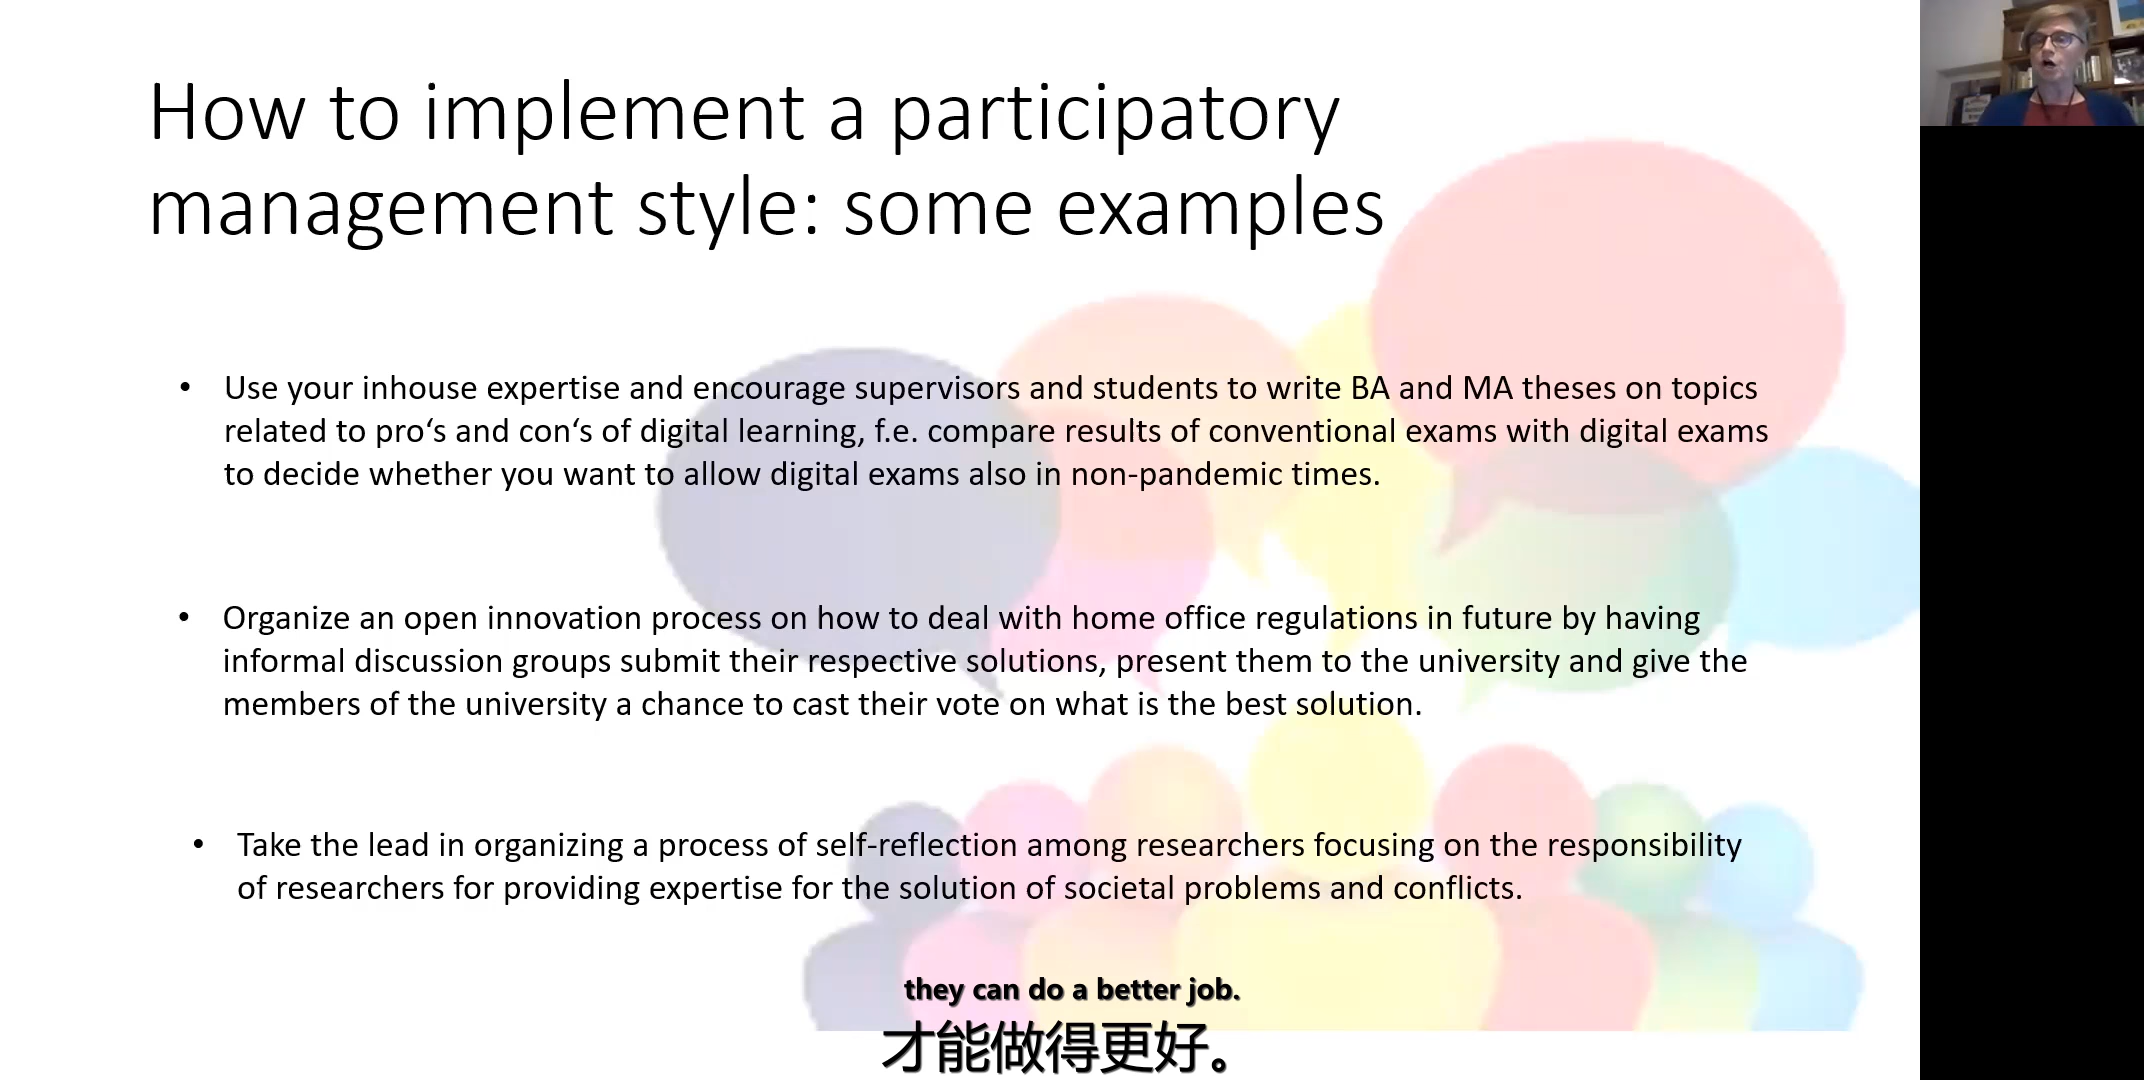 How to implement a participatory
management style: some examples
• Use your inhouse expertise and encourage supervisors and students to write BA and MA theses on topics
related to pro‘s and con‘s of digital learning, f.e. compare results of conventional exams with digital exams
to decide whether you want to allow digital exams also in non-pandemic times.
• Organize an open innovation process on how to deal with home office regulations in future by having
informal discussion groups submit their respective solutions, present them to the university and give the
members of the university a chance to cast their vote on what is the best solution.
• Take the lead in organizing a process of self-reflection among researchers focusing on the responsibility
of researchers for providing expertise for the solution of societal problems and conflicts.
they can do a better job.
才能做得更好。